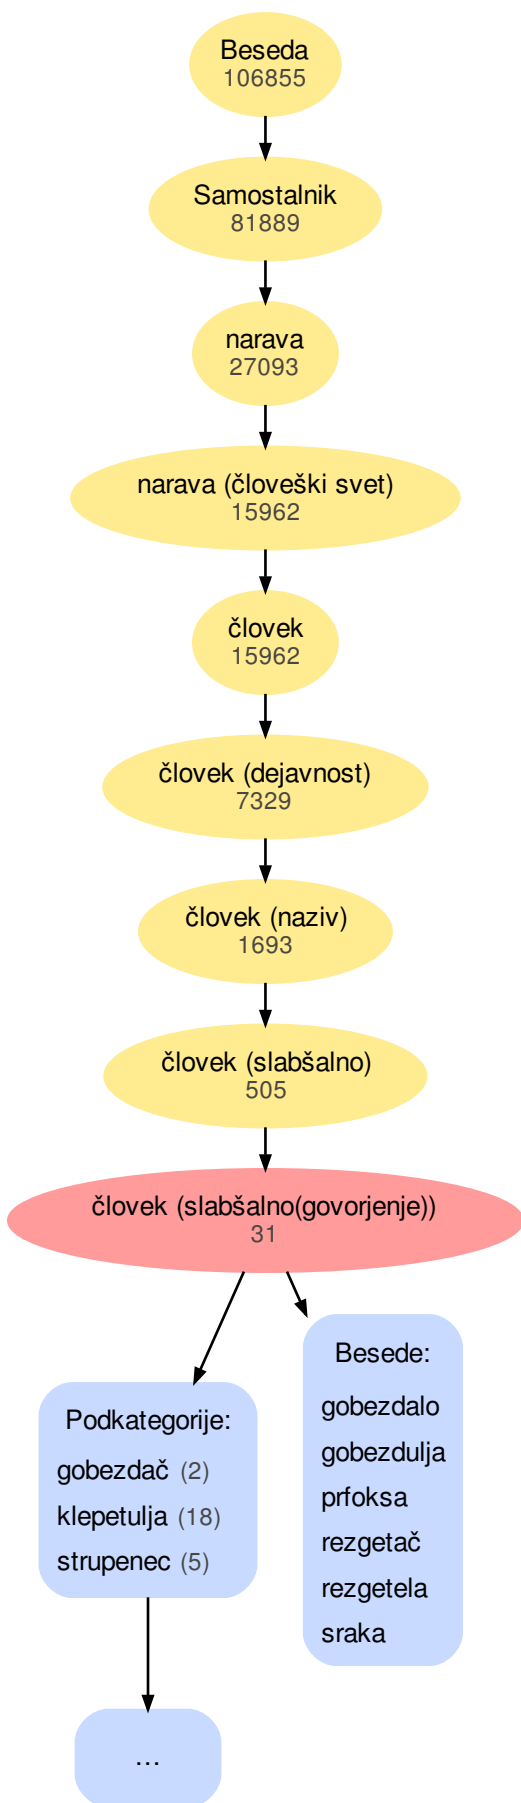 Beseda
106855
Samostalnik
81889
narava
27093
narava (človeški svet)
15962
človek
15962
človek (dejavnost)
7329
človek (naziv)
1693
človek (slabšalno)
505
človek (slabšalno(govorjenje))
31
Podkategorije:
gobezdač (2)
klepetulja (18)
strupenec (5)
...
Besede:
gobezdalo
gobezdulja
prfoksa
rezgetač
rezgetela
sraka